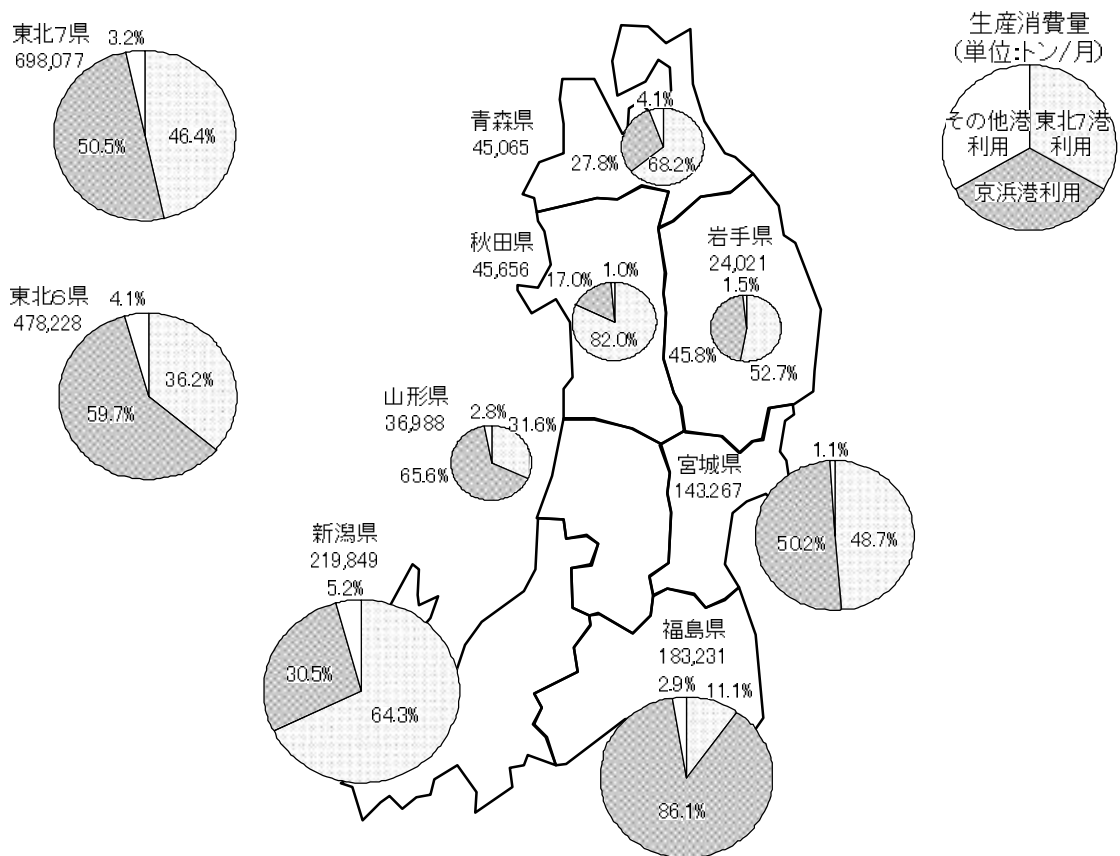 東北7県
698,077
3.2%
50.5%
46.4%
東北6県
478,228
4.1%
59.7%
36.2%
青森県
45,065
4.1%
27.8%
68.2%
秋田県
45,656
17.0%
1.0%
82.0%
岩手県
24,021
1.5%
45.8%
52.7%
山形県
36,988
2.8%
31.6%
65.6%
宮城県
143.267
1.1%
50.2%
48.7%
新潟県
219,849
5.2%
30.5%
64.3%
福島県
183,231
2.9%
11.1%
86.1%
生産消費量
(単位:トン/月)
その他港
利用
東北7港
利用
京浜港利用